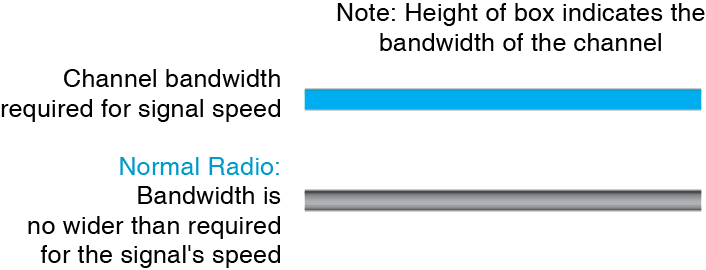 Note: Height of box indicates the
bandwidth of the channel
Channel bandwidth
required for signal speed
Normal Radio:
Bandwidth is
no wider than required
for the signal's speed